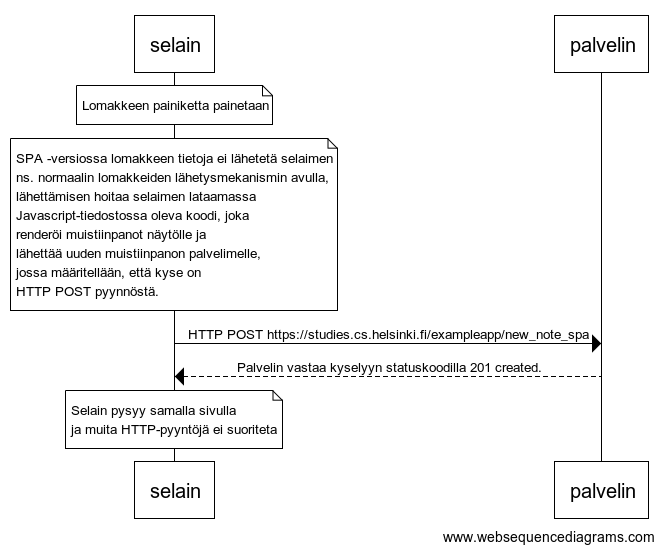 selain
palvelin
Lomakkeen painiketta painetaan
SPA -versiossa lomakkeen tietoja ei lähetetä selaimen
ns. normaalin lomakkeiden lähetysmekanismin avulla,
lähettämisen hoitaa selaimen lataamassa
Javascript-tiedostossa oleva koodi, joka
renderöi muistiinpanot näytölle ja
lähettää uuden muistiinpanon palvelimelle,
jossa määritellään, että kyse on
HTTP POST pyynnöstä.
HTTP POST https://studies.cs.helsinki.fi/exampleapp/new_note_spa
Palvelin vastaa kyselyyn statuskoodilla 201 created.
Selain pysyy samalla sivulla
ja muita HTTP-pyyntöjä ei suoriteta
selain
palvelin
www.websequencediagrams.com